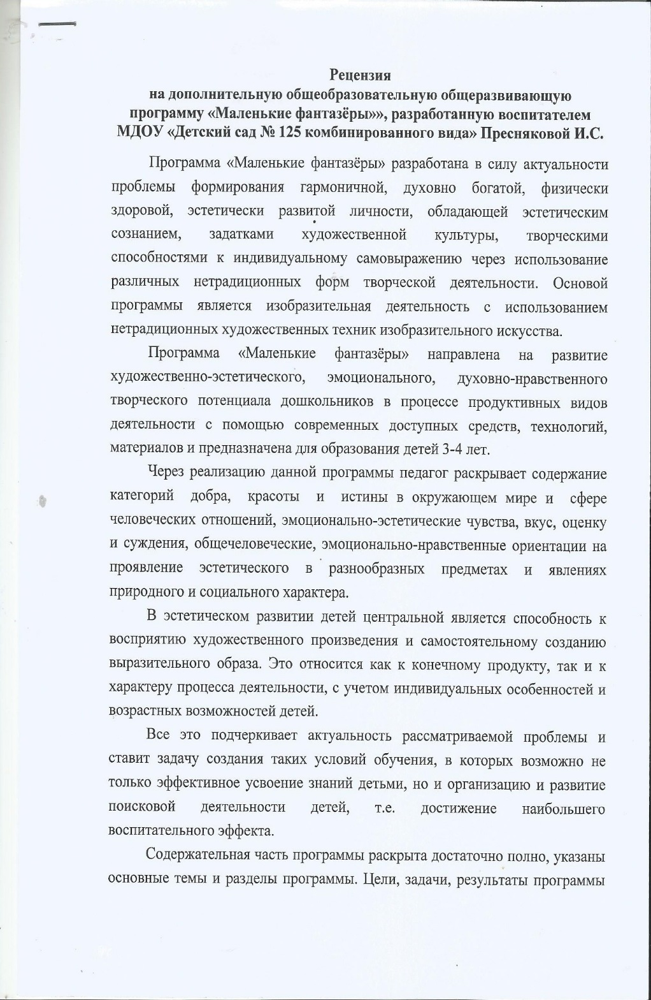 Рецензия
на дополнительную общеобразовательную общеразвивающую
программу «Маленькие фантазёры»», разработанную воспитателем
МДОУ «Детский сад № 125 комбинированного вида» Пресняковой И.С.
Программа «Маленькие фантазёры» разработана в силу актуальности
проблемы формирования гармоничной, духовно богатой, физически
здоровой, эстетически развитой личности, обладающей эстетическим
сознанием, задатками художественной культуры, творческими
способностями к индивидуальному самовыражению через использование
различных нетрадиционных форм творческой деятельности. Основой
программы является изобразительная деятельность с использованием
нетрадиционных художественных техник изобразительного искусства.
Программа «Маленькие фантазёры» направлена на развитие
художественно-эстетического, эмоционального, духовно-нравственного
творческого потенциала дошкольников в процессе продуктивных видов
деятельности с помощью современных доступных средств, технологий,
материалов и предназначена для образования детей 3-4 лет.
Через реализацию данной программы педагог раскрывает содержание
категорий добра, красоты и истины в окружающем мире и сфере
человеческих отношений, эмоционально-эстетические чувства, вкус, оценку
и суждения, общечеловеческие, эмоционально-нравственные ориентации на
проявление эстетического в разнообразных предметах и явлениях
природного и социального характера.
В эстетическом развитии детей центральной является способность к
восприятию художественного произведения и самостоятельному созданию
выразительного образа. Это относится как к конечному продукту, так и к
характеру процесса деятельности, с учетом индивидуальных особенностей и
возрастных возможностей детей.
Все это подчеркивает актуальность рассматриваемой проблемы и
ставит задачу создания таких условий обучения, в которых возможно не
только эффективное усвоение знаний детьми, но и организацию и развитие
поисковой деятельности детей, т.е. достижение наибольшего
воспитательного эффекта.
Содержательная часть программы раскрыта достаточно полно, указаны
основные темы и разделы программы. Цели, задачи, результаты программы